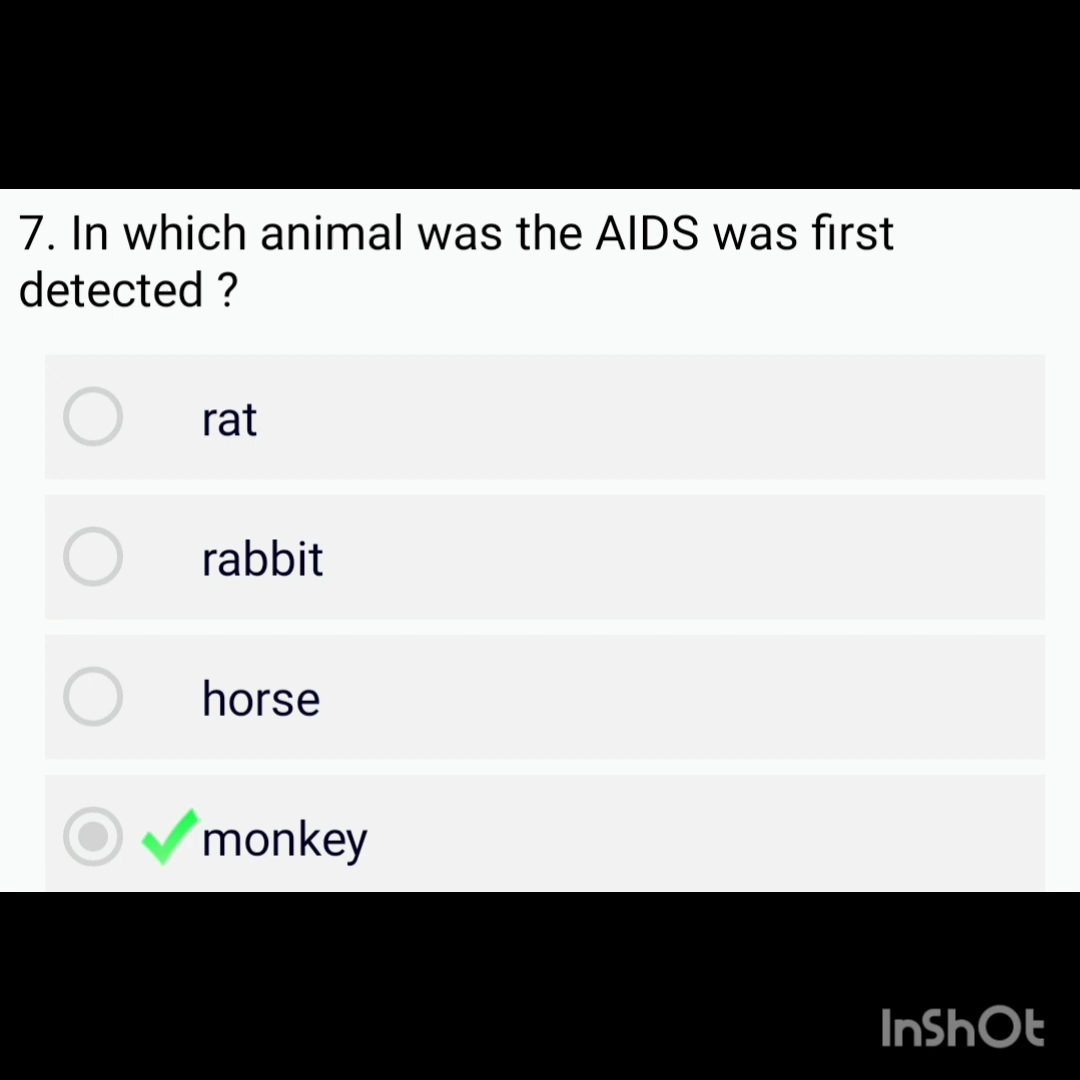 7. In which animal was the AIDS was first
detected ?
rat
rabbit
horse
monkey
InShOt